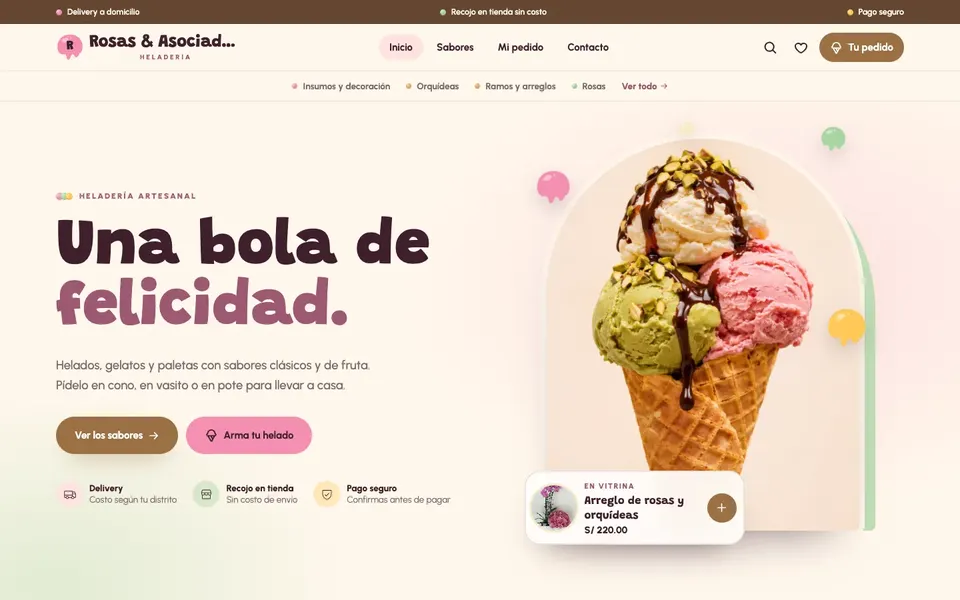 Delivery a domicilio
Recojo en tienda sin costo
Pago seguro
R
Rosas & Asociad...
HELADERÍA
Inicio
Sabores
Mi pedido
Contacto
Tu pedido
Insumos y decoración
Orquídeas
Ramos y arreglos
Rosas
Ver todo →
HELADERÍA ARTESANAL
Una bola de
felicidad.
Helados, gelatos y paletas con sabores clásicos y de fruta.
Pídelo en cono, en vasito o en pote para llevar a casa.
Ver los sabores →
Arma tu helado
Delivery
Costo según tu distrito
Recojo en tienda
Sin costo de envío
Pago seguro
Confirmas antes de pagar
EN VITRINA
Arreglo de rosas y
orquídeas
S/ 220.00
+